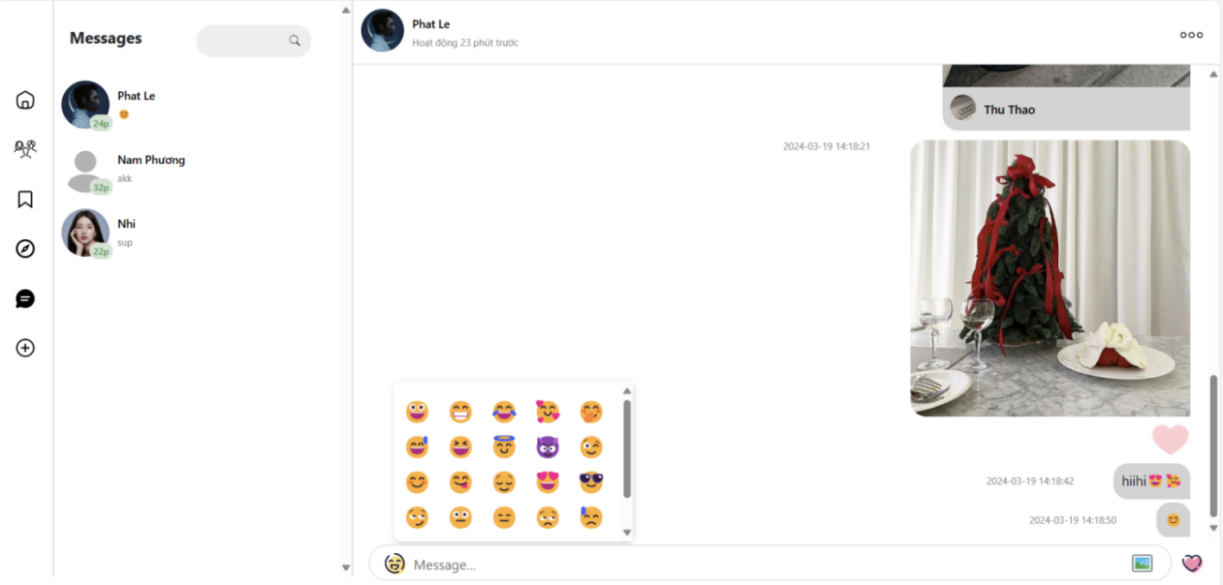 Messages
Phat Le
24p
Nam Phương
akk
32p
Nhi
sup
22p
Phat Le
Hoạt động 23 phút trước
Thu Thao
2024-03-19 14:18:21
2024-03-19 14:18:42
hiihi😍🥰
2024-03-19 14:18:50
Message...